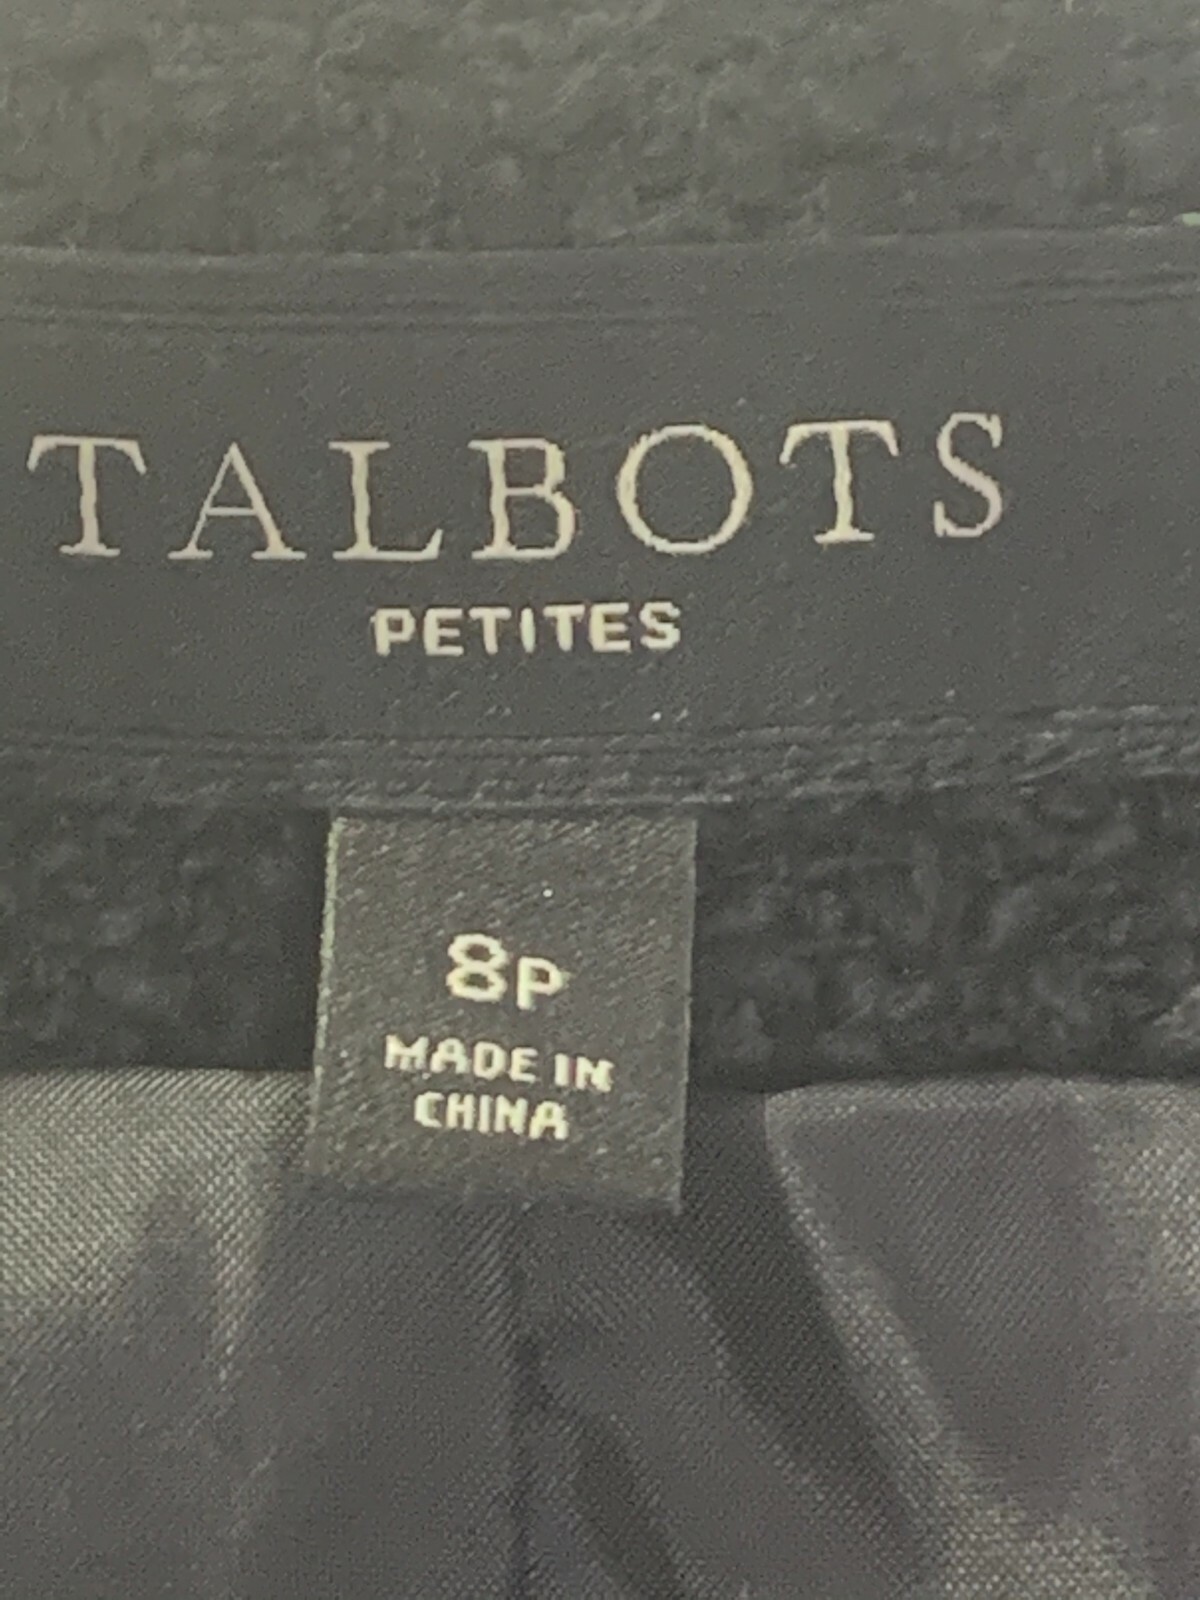 TALBOTS
PETITES
8P
MADE IN
CHINA